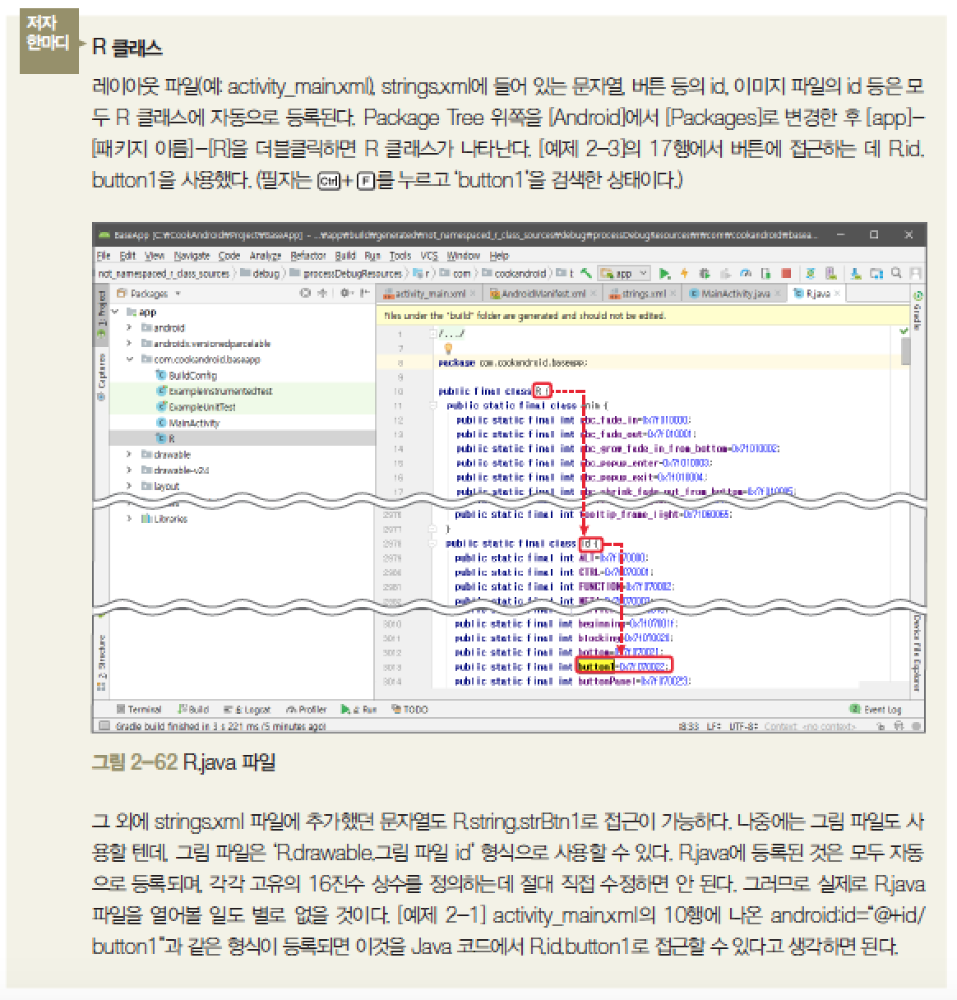 저자
한마디
R 클래스
레이아웃 파일(예: activity_main.xml), strings.xml에 들어 있는 문자열, 버튼 등의 id, 이미지 파일의 id 등은 모
두 R 클래스에 자동으로 등록된다. Package Tree 위쪽을 [Android]에서 [Packages]로 변경한 후 [app]-
[패키지 이름]-[R]을 더블클릭하면 R 클래스가 나타난다. [예제 2-3]의 17행에서 버튼에 접근하는 데 R.id.
button1을 사용했다. (필자는 Ctrl + F 를 누르고 'button1'을 검색한 상태이다.)
BaseApp [C:₩CookAndroid₩Project₩BaseApp] - ...₩app₩build₩generated₩not_namespaced_r_class_sources₩debug₩processDebugResources₩r₩com₩cookandroid₩basea...
File Edit View Navigate Code Analyze Refactor Build Run Tools VCS Window Help
not_namespaced_r_class_sources debug processDebugResources r com cookandroid app
Packages activity_main.xml AndroidManifest.xml strings.xml MainActivity.java R.java
1: Project
Captures
Gradle
Files under the "build" folder are generated and should not be edited.
app
android
androidx.versionedparcelable
com.cookandroid.baseapp
BuildConfig
ExampleInstrumentedTest
ExampleUnitTest
MainActivity
R
drawable
drawable-v24
layout
Libraries
1 /.../
7
8 package com.cookandroid.baseapp;
9
10 public final class R {
11 public static final class anim {
12 public static final int abc_fade_in=0x7f010000;
13 public static final int abc_fade_out=0x7f010001;
14 public static final int abc_grow_fade_in_from_bottom=0x7f010002;
15 public static final int abc_popup_enter=0x7f010003;
16 public static final int abc_popup_exit=0x7f010004;
17 public static final int abc_shrink_fade_out_from_bottom=0x7f010005;
2976 public static final int tooltip_frame_light=0x7f060065;
2977 }
2978 public static final class id {
2979 public static final int ALT=0x7f070000;
2980 public static final int CTRL=0x7f070001;
2981 public static final int FUNCTION=0x7f070002;
2982 public static final int META=0x7f070003;
3010 public static final int beginning=0x7f07001f;
3011 public static final int blocking=0x7f070020;
3012 public static final int bottom=0x7f070021;
3013 public static final int button1=0x7f070022;
3014 public static final int buttonPanel=0x7f070023;
2: Structure
Device File Explorer
Terminal Build 6: Logcat Profiler 4: Run TODO Event Log
Gradle build finished in 3 s 221 ms (5 minutes ago) LF UTF-8 Context: <no context>
그림 2-62 R.java 파일
그 외에 strings.xml 파일에 추가했던 문자열도 R.string.strBtn1로 접근이 가능하다. 나중에는 그림 파일도 사
용할 텐데, 그림 파일은 'R.drawable.그림 파일 id' 형식으로 사용할 수 있다. R.java에 등록된 것은 모두 자동
으로 등록되며, 각각 고유의 16진수 상수를 정의하는데 절대 직접 수정하면 안 된다. 그러므로 실제로 R.java
파일을 열어볼 일도 별로 없을 것이다. [예제 2-1] activity_main.xml의 10행에 나온 android:id="@+id/
button1"과 같은 형식이 등록되면 이것을 Java 코드에서 R.id.button1로 접근할 수 있다고 생각하면 된다.